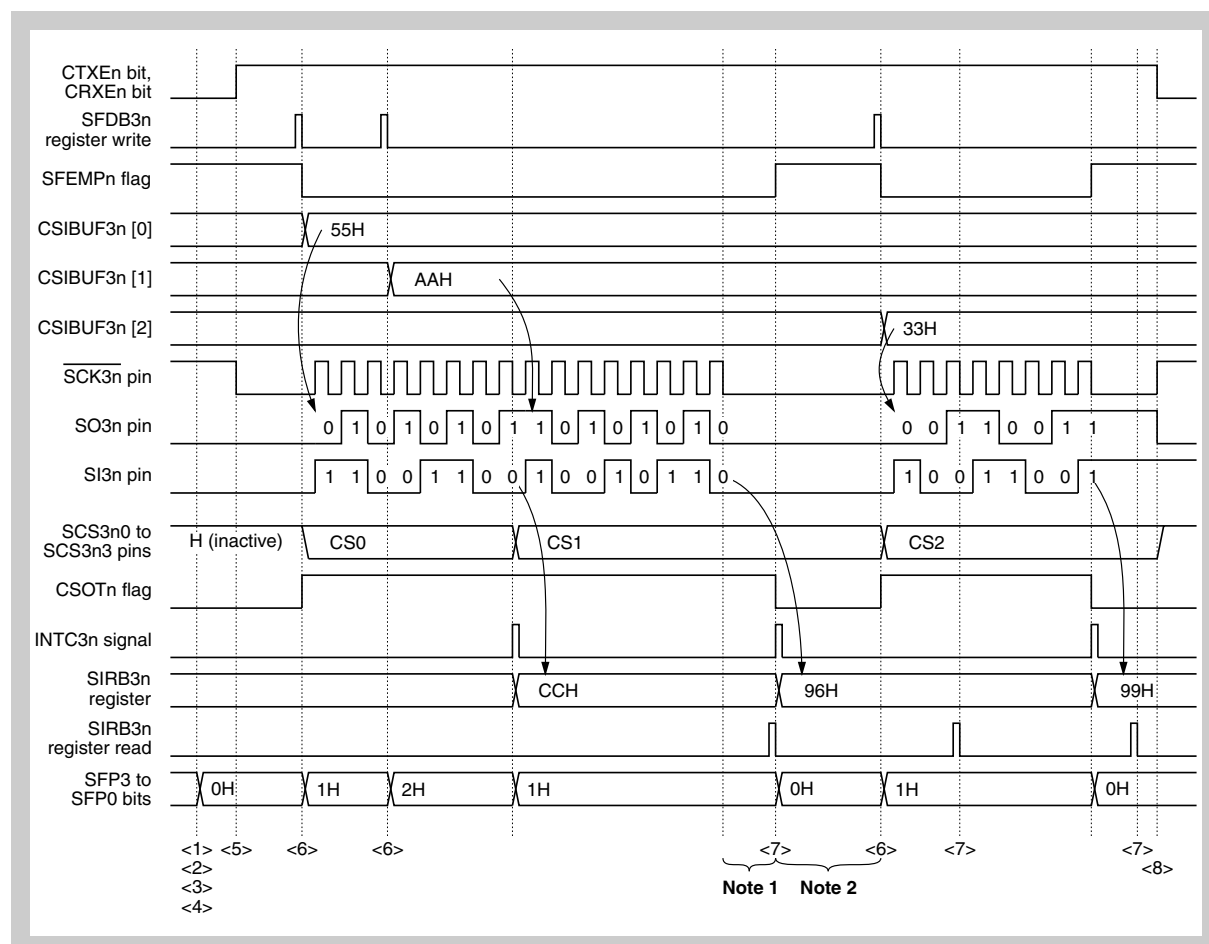 CTXEn bit,
CRXEn bit
SFDB3n
register write
SFEMPn flag
CSIBUF3n [0]
55H
CSIBUF3n [1]
AAH
CSIBUF3n [2]
33H
SCK3n pin
SO3n pin
0 1 0 1 0 1 0 1 1 0 1 0 1 0 1 0
0 0 1 1 0 0 1 1
SI3n pin
1 1 0 0 1 1 0 0 1 0 0 1 0 1 1 0
1 0 0 1 1 0 0 1
SCS3n0 to
SCS3n3 pins
H (inactive)
CS0
CS1
CS2
CSOTn flag
INTC3n signal
SIRB3n
register
CCH
96H
99H
SIRB3n
register read
SFP3 to
SFP0 bits
0H
1H
2H
1H
0H
1H
0H
<1> <5> <6> <6> <7> <6> <7> <7>
<2> <8>
<3>
<4>
Note 1 Note 2